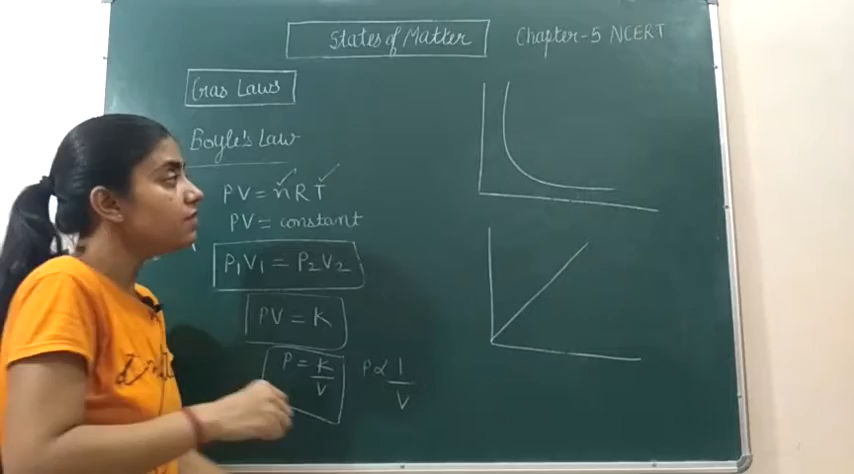 States of Matter
Chapter-5 NCERT
Gas Laws
Boyle's Law
PV = nRT
PV = constant
P₁V₁ = P₂V₂
PV = K
P = K/V
P ∝ 1/V